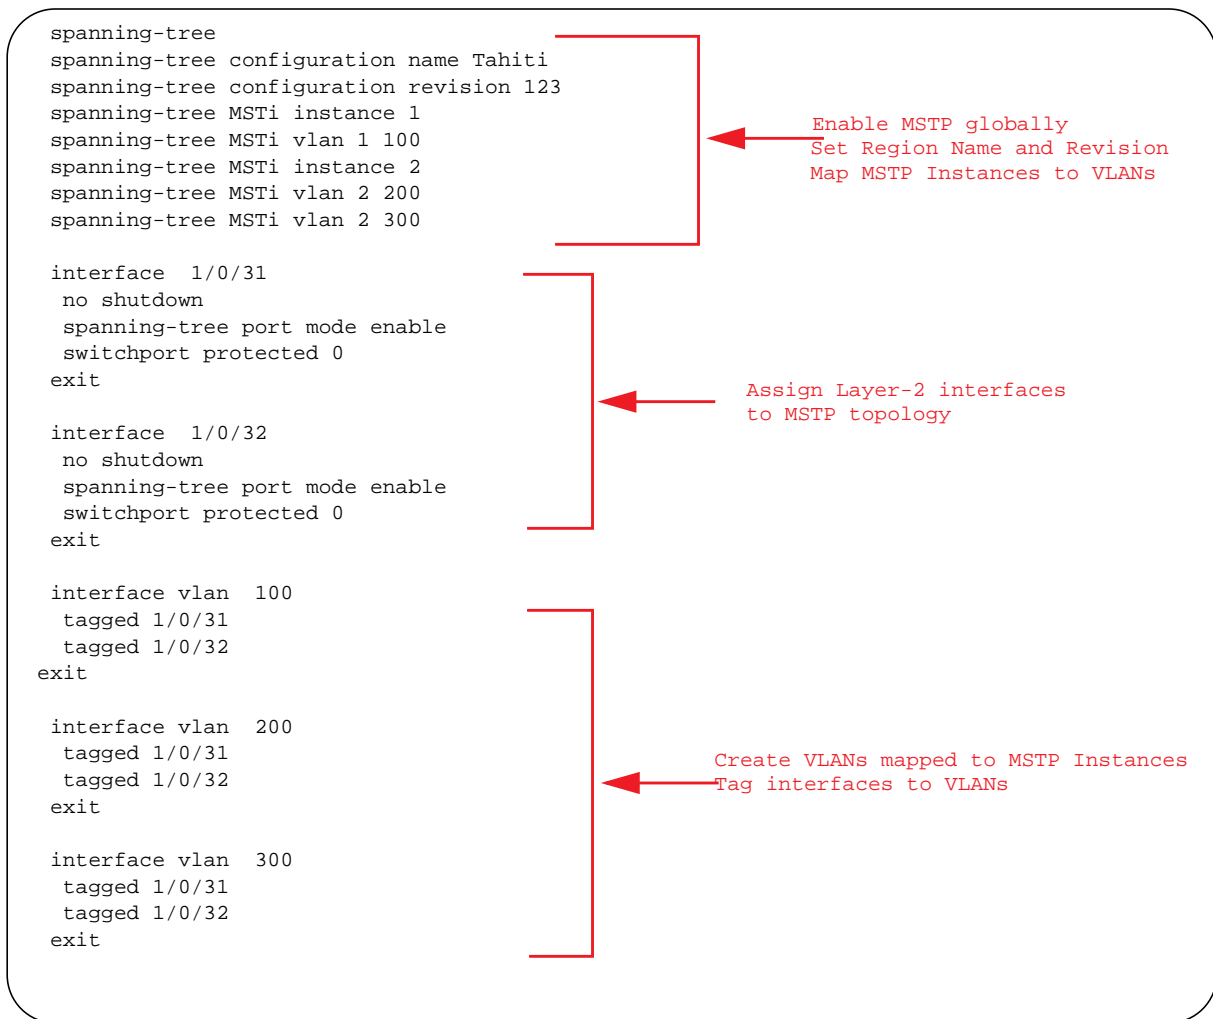 spanning-tree
spanning-tree configuration name Tahiti
spanning-tree configuration revision 123
spanning-tree MSTi instance 1
spanning-tree MSTi vlan 1 100
spanning-tree MSTi instance 2
spanning-tree MSTi vlan 2 200
spanning-tree MSTi vlan 2 300
Enable MSTP globally
Set Region Name and Revision
Map MSTP Instances to VLANs
interface  1/0/31
no shutdown
spanning-tree port mode enable
switchport protected 0
exit
interface  1/0/32
no shutdown
spanning-tree port mode enable
switchport protected 0
exit
Assign Layer-2 interfaces
to MSTP topology
interface vlan  100
tagged 1/0/31
tagged 1/0/32
exit
interface vlan  200
tagged 1/0/31
tagged 1/0/32
exit
interface vlan  300
tagged 1/0/31
tagged 1/0/32
exit
Create VLANs mapped to MSTP Instances
Tag interfaces to VLANs